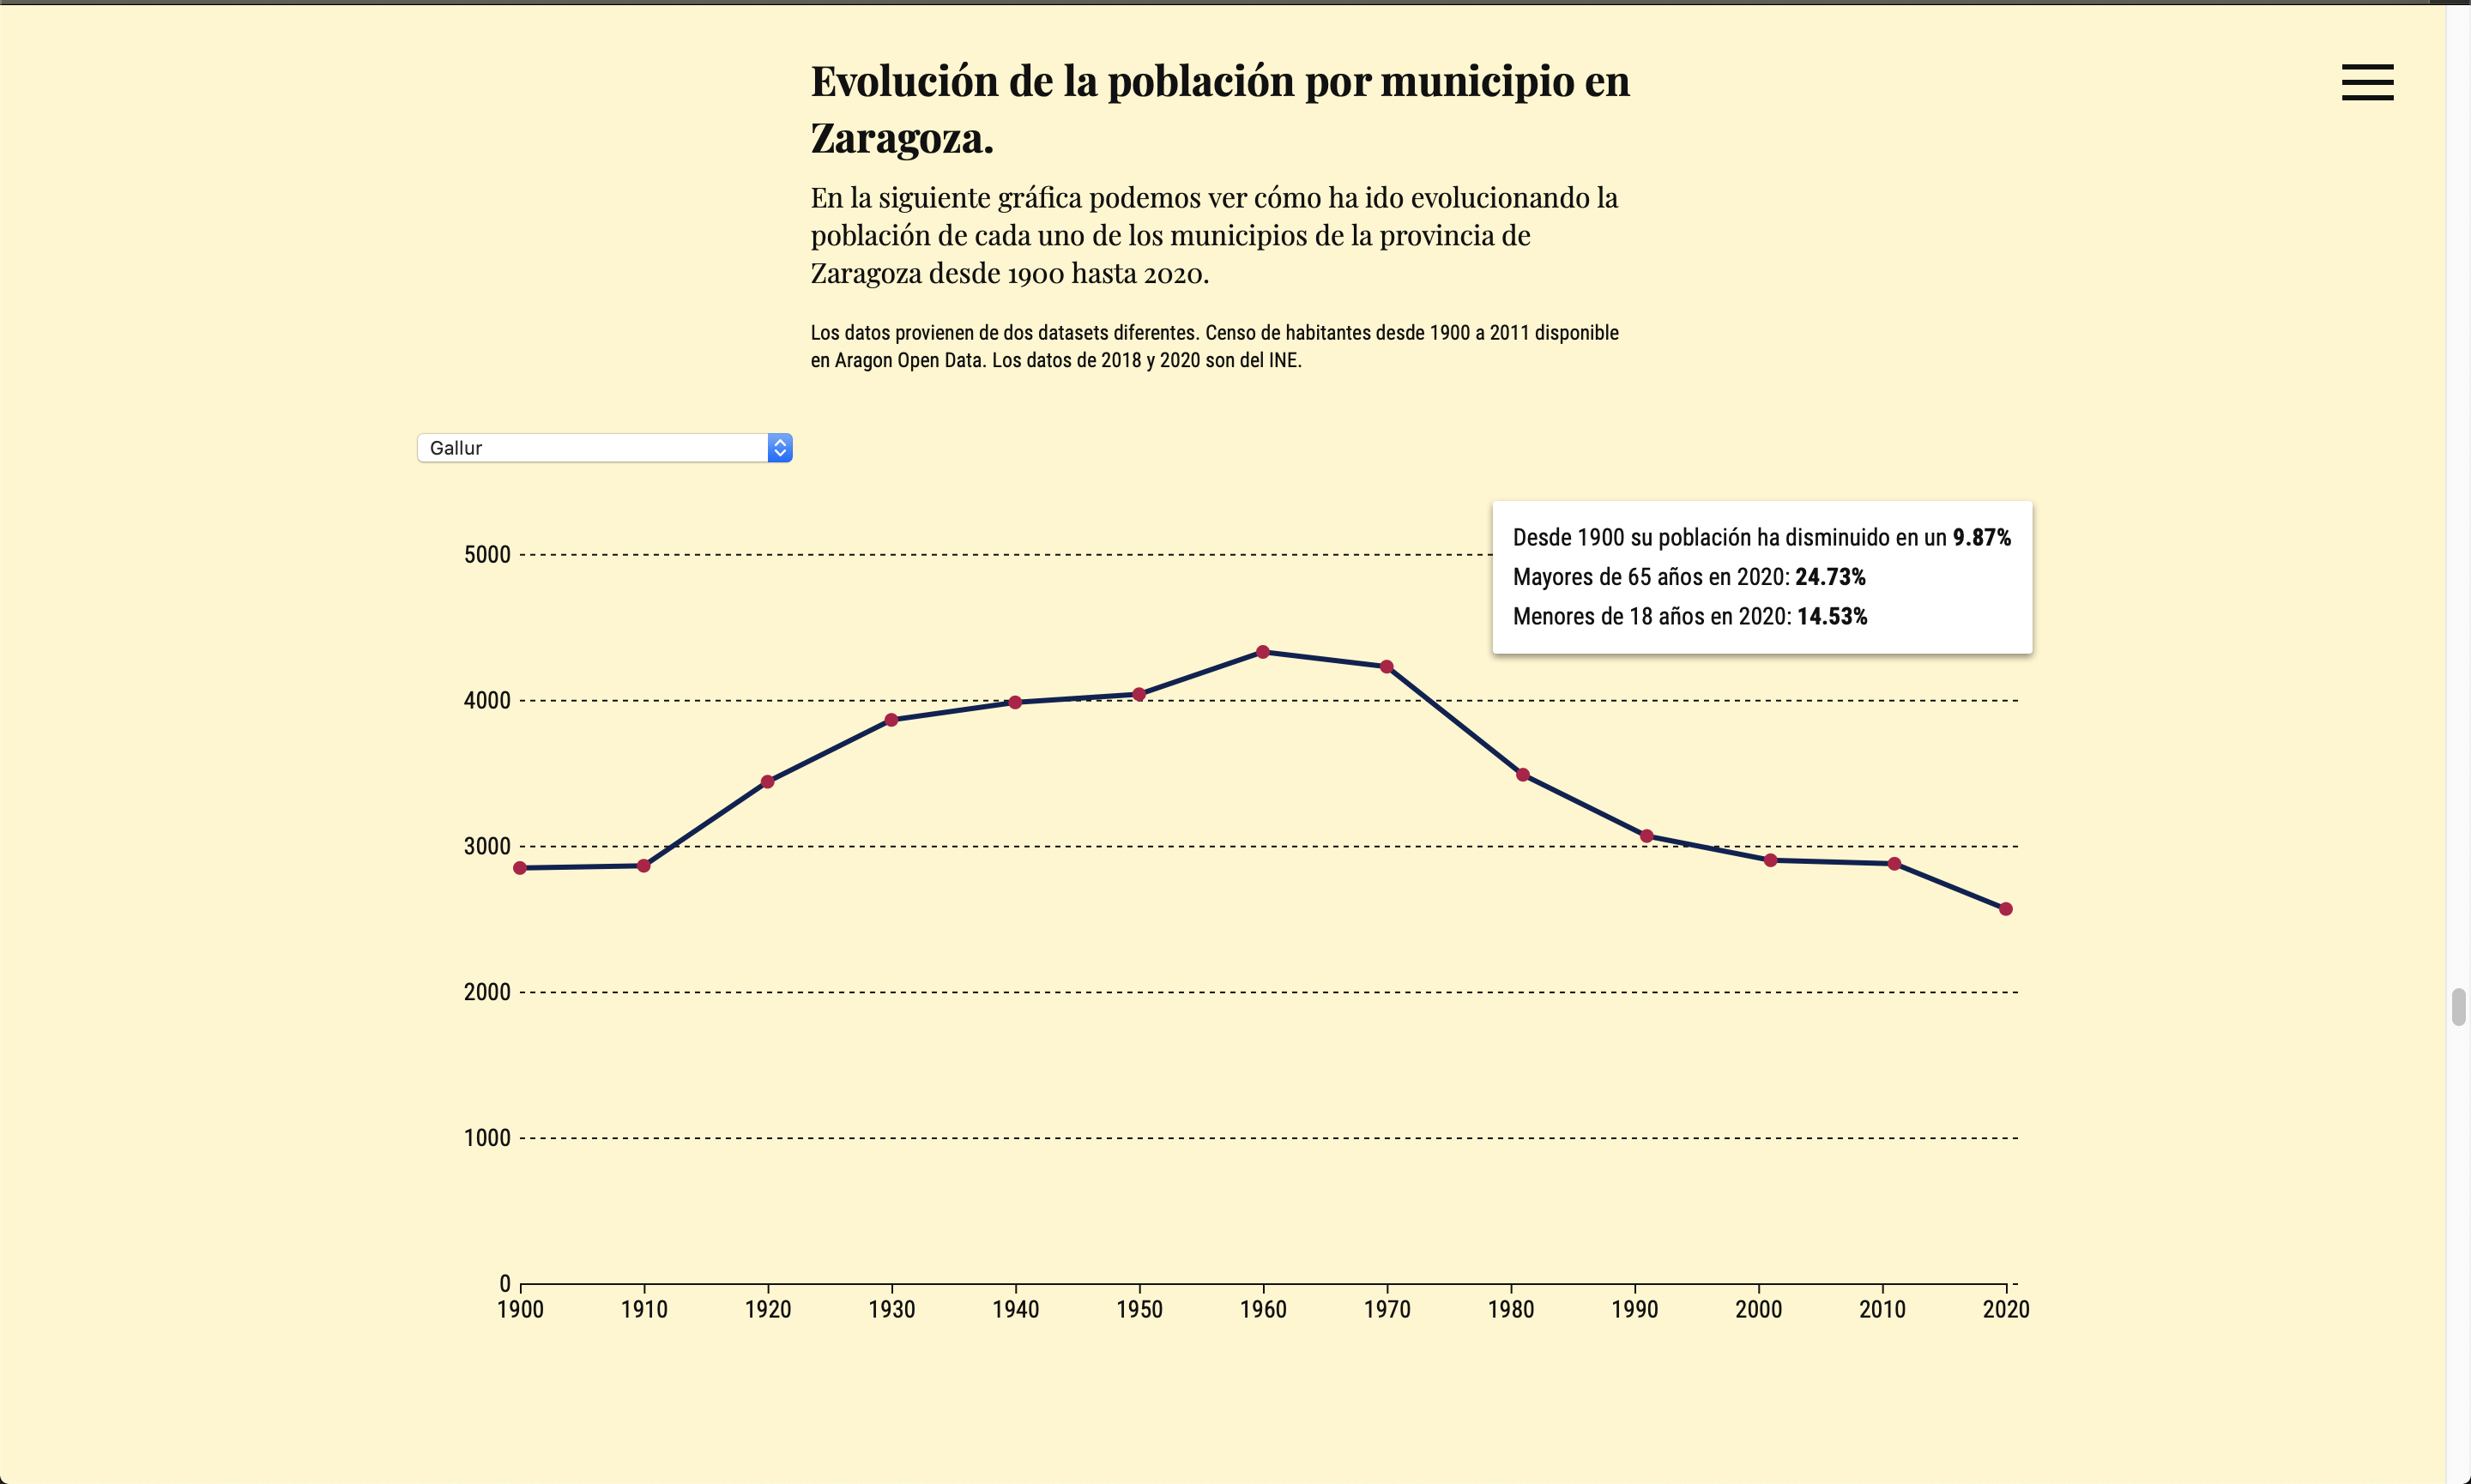 Evolución de la población por municipio en
Zaragoza.
En la siguiente gráfica podemos ver cómo ha ido evolucionando la
población de cada uno de los municipios de la provincia de
Zaragoza desde 1900 hasta 2020.
Los datos provienen de dos datasets diferentes. Censo de habitantes desde 1900 a 2011 disponible
en Aragon Open Data. Los datos de 2018 y 2020 son del INE.
Gallur
Desde 1900 su población ha disminuido en un 9.87%
Mayores de 65 años en 2020: 24.73%
Menores de 18 años en 2020: 14.53%
5000
4000
3000
2000
1000
0
1900 1910 1920 1930 1940 1950 1960 1970 1980 1990 2000 2010 2020